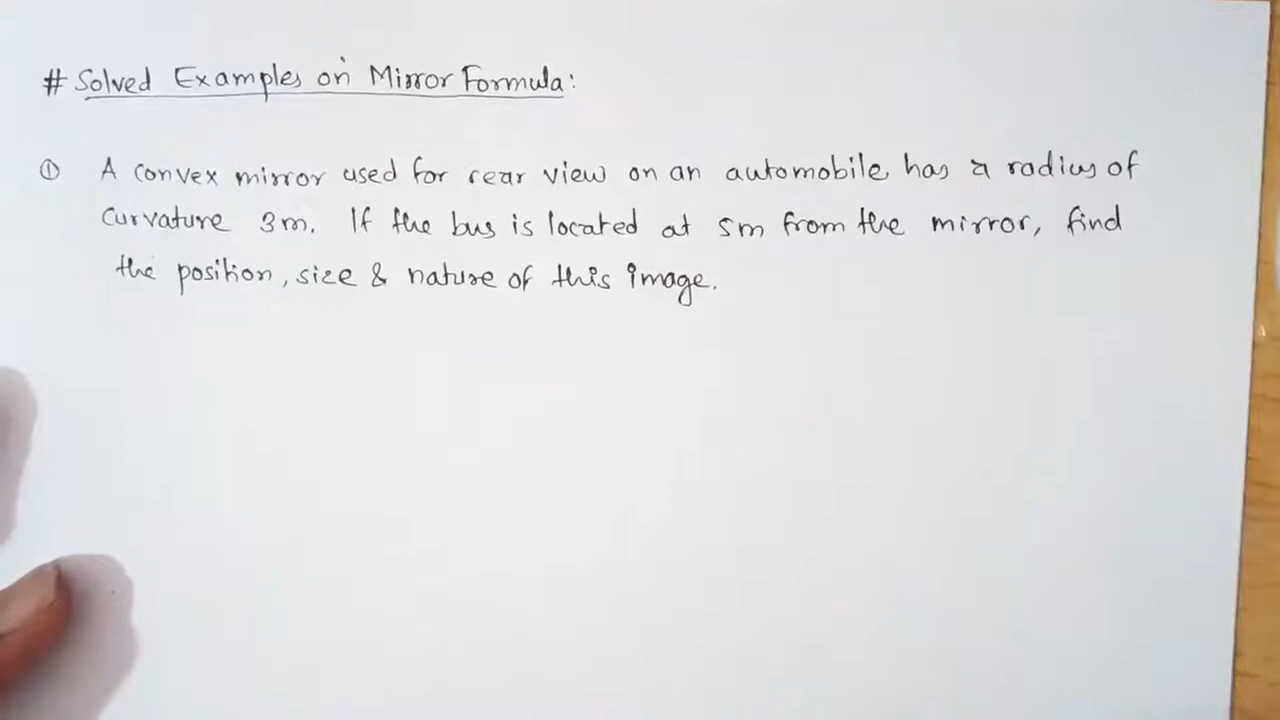 # Solved Examples on Mirror Formula:
① A convex mirror used for rear view on an automobile has a radius of
curvature 3m. If the bus is located at 5m from the mirror, find
the position, size & nature of this image.